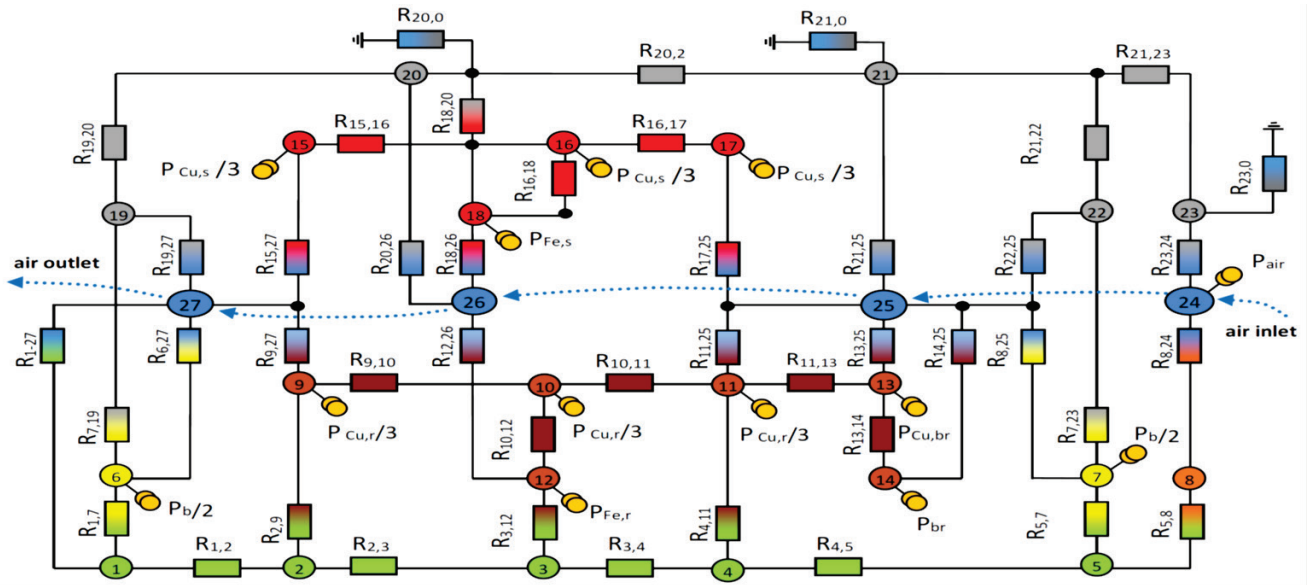 R20,0
R21,0
20
R20,2
21
R21,23
R18,20
R19,20
R15,16
R16,17
R21,22
R23,0
15
16
17
P Cu,s /3
P Cu,s /3
P Cu,s /3
R16,18
19
18
22
23
PFe,s
R19,27
R15,27
R20,26
R18,26
R17,25
R21,25
R22,25
R23,24
Pair
air outlet
27
26
25
24
air inlet
R1-27
R6,27
R9,27
R12,26
R11,25
R13,25
R14,25
R8,25
R8,24
R9,10
R10,11
R11,13
9
10
11
13
P Cu,r/3
P Cu,r/3
P Cu,r/3
PCu,br
R7,19
R10,12
R13,14
R7,23
Pb/2
6
12
14
7
8
Pb/2
PFe,r
Pbr
R1,7
R2,9
R3,12
R4,11
R5,7
R5,8
R1,2
R2,3
R3,4
R4,5
1
2
3
4
5